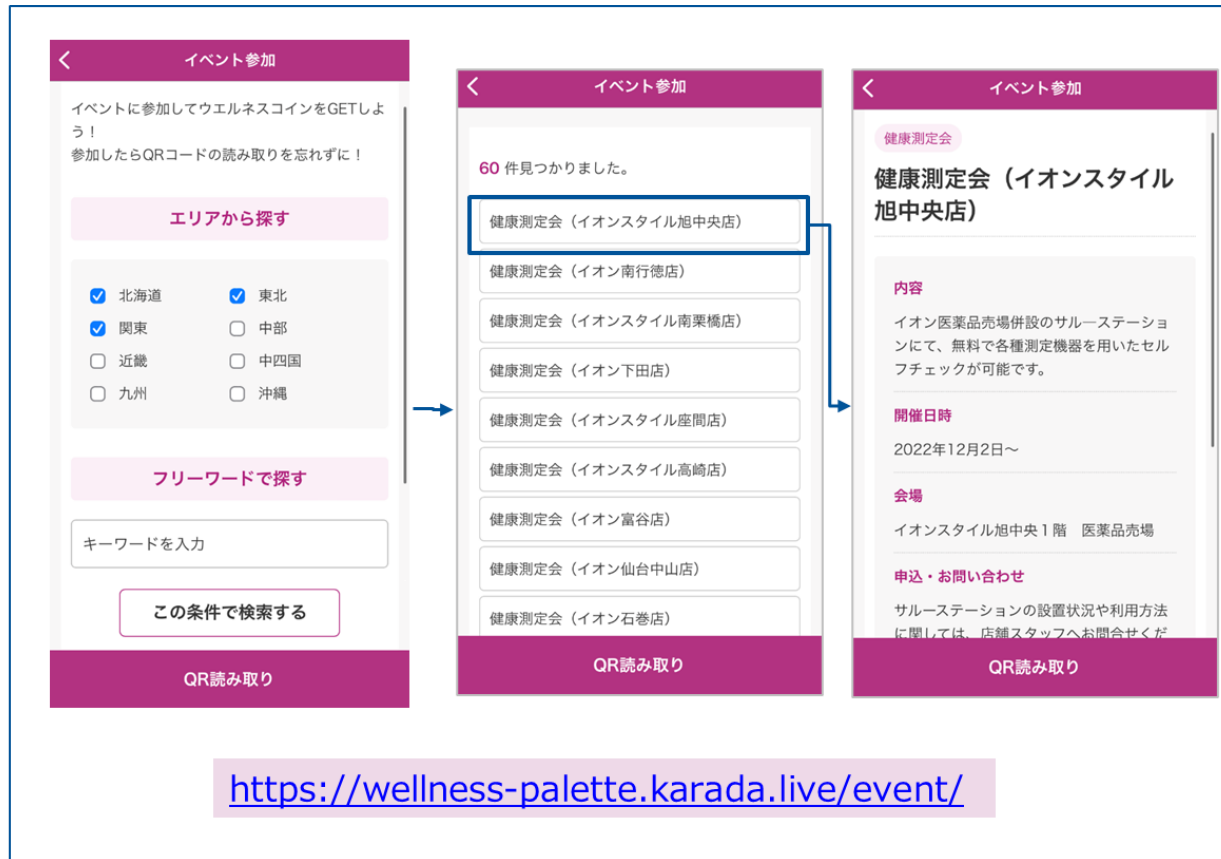 イベント参加
イベントに参加してウエルネスコインをGETしよ
う！
参加したらQRコードの読み取りを忘れずに！
エリアから探す
北海道
東北
関東
中部
近畿
中四国
九州
沖縄
フリーワードで探す
キーワードを入力
この条件で検索する
QR読み取り
イベント参加
60 件見つかりました。
健康測定会（イオンスタイル旭中央店）
健康測定会（イオン南行徳店）
健康測定会（イオンスタイル南栗橋店）
健康測定会（イオン下田店）
健康測定会（イオンスタイル座間店）
健康測定会（イオンスタイル高崎店）
健康測定会（イオン富谷店）
健康測定会（イオン仙台中山店）
健康測定会（イオン石巻店）
QR読み取り
イベント参加
健康測定会
健康測定会（イオンスタイル
旭中央店）
内容
イオン医薬品売場併設のサル―ステーショ
ンにて、無料で各種測定機器を用いたセル
フチェックが可能です。
開催日時
2022年12月2日〜
会場
イオンスタイル旭中央１階　医薬品売場
申込・お問い合わせ
サルーステーションの設置状況や利用方法
に関しては、店舗スタッフへお問合せくだ
QR読み取り
https://wellness-palette.karada.live/event/